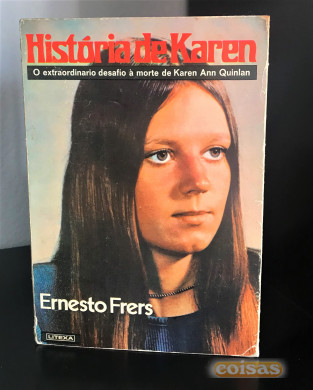 História de Karen
O extraordinario desafio à morte de Karen Ann Quinlan
Ernesto Frers
LITEXA
coisas